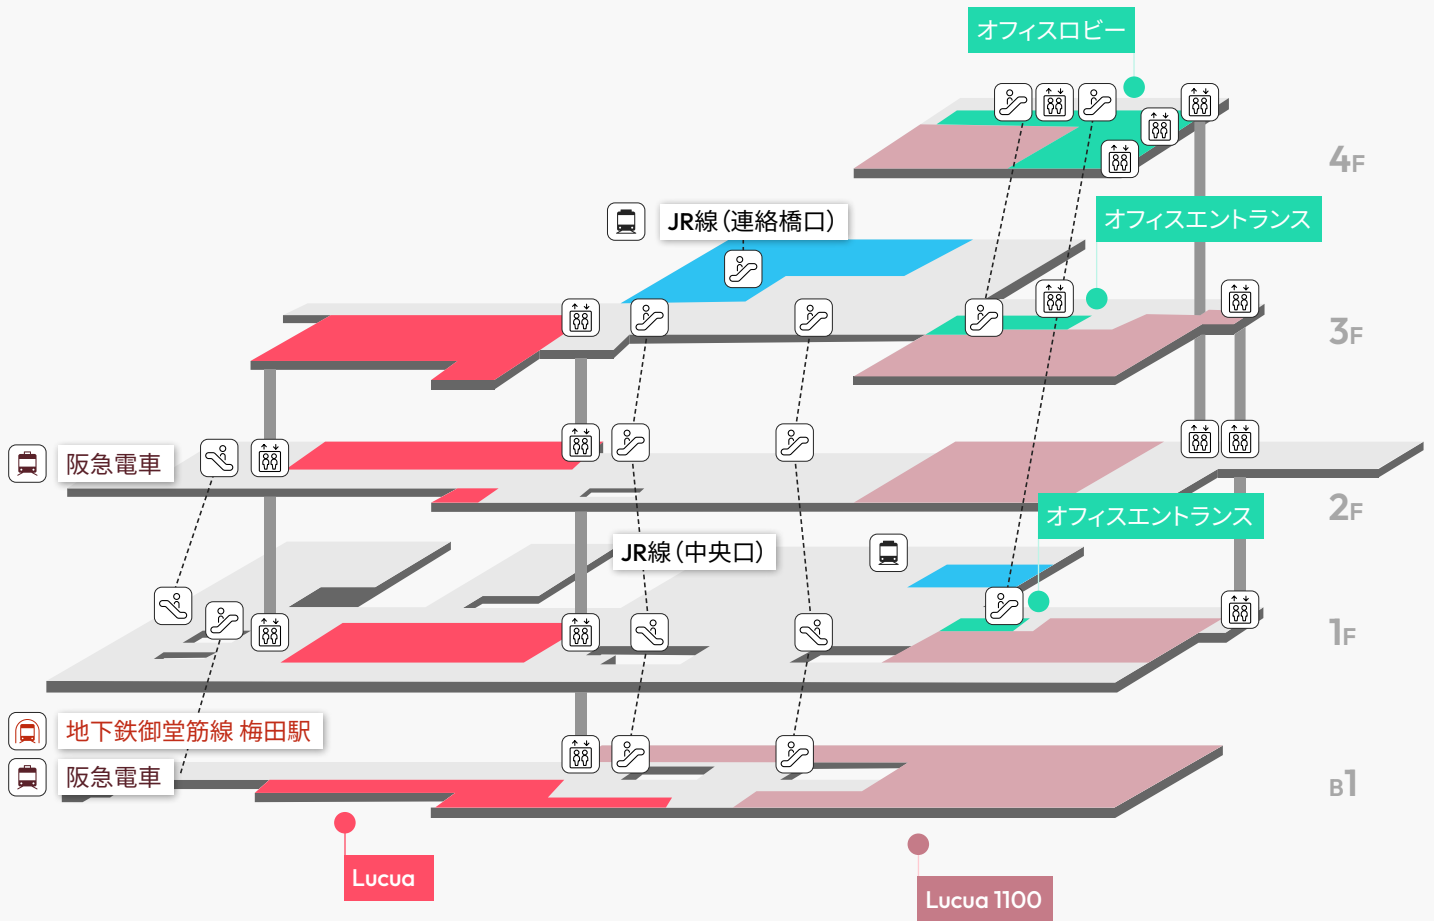 オフィスロビー
4F
JR線（連絡橋口）
オフィスエントランス
3F
阪急電車
2F
オフィスエントランス
JR線（中央口）
1F
地下鉄御堂筋線 梅田駅
阪急電車
B1
Lucua
Lucua 1100